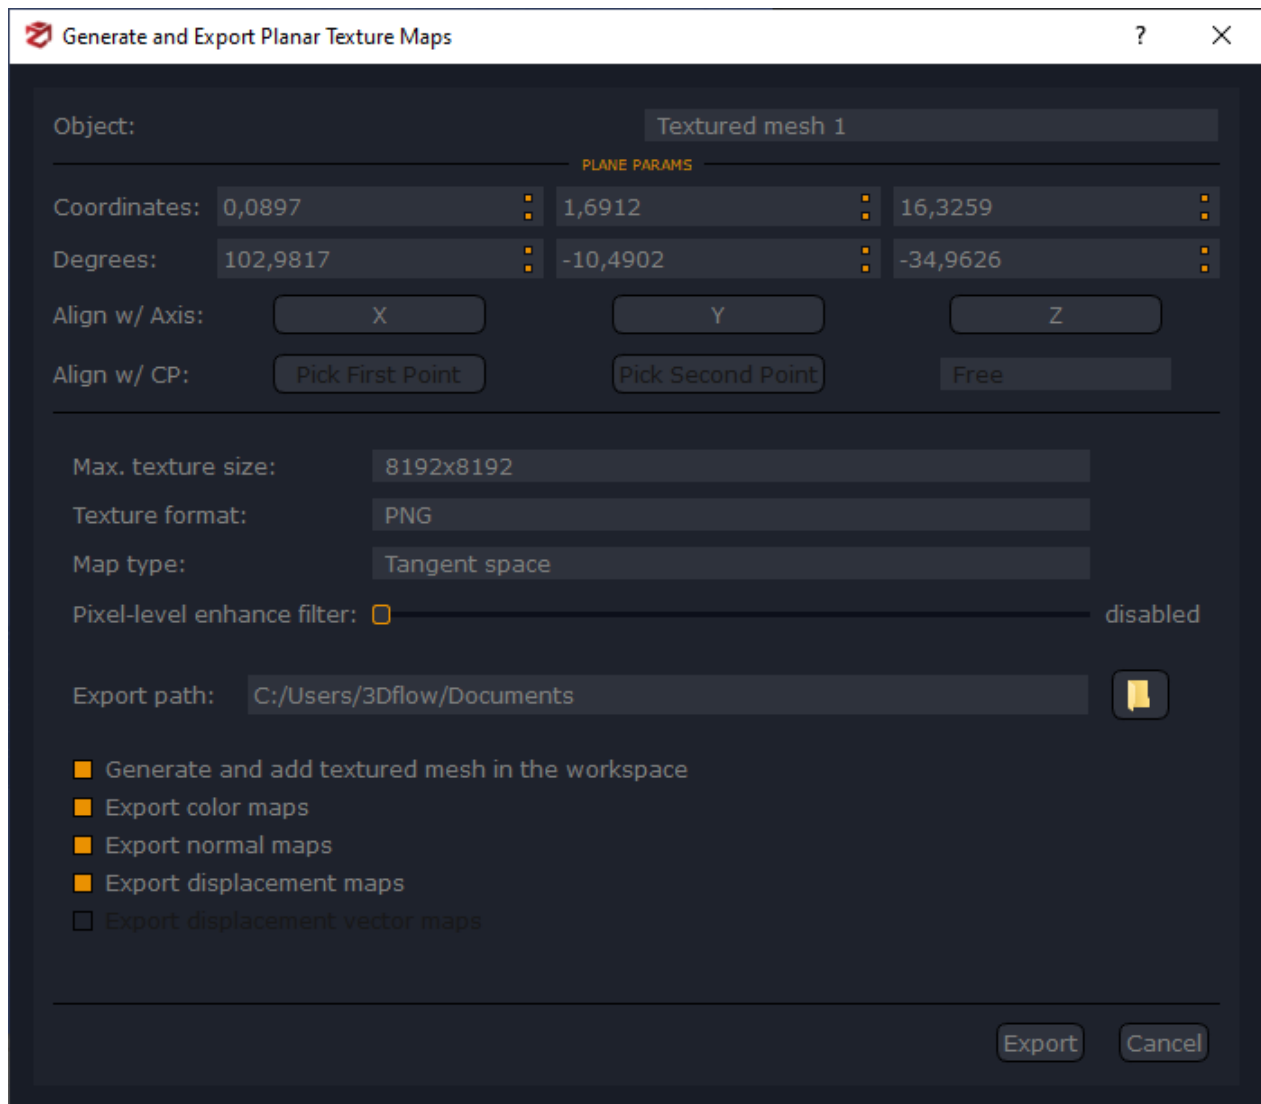 Generate and Export Planar Texture Maps ?
Object: Textured mesh 1
PLANE PARAMS
Coordinates: 0,0897 1,6912 16,3259
Degrees: 102,9817 -10,4902 -34,9626
Align w/ Axis: X Y Z
Align w/ CP: Pick First Point Pick Second Point Free
Max. texture size: 8192x8192
Texture format: PNG
Map type: Tangent space
Pixel-level enhance filter: disabled
Export path: C:/Users/3Dflow/Documents
Generate and add textured mesh in the workspace
Export color maps
Export normal maps
Export displacement maps
Export displacement vector maps
Export Cancel